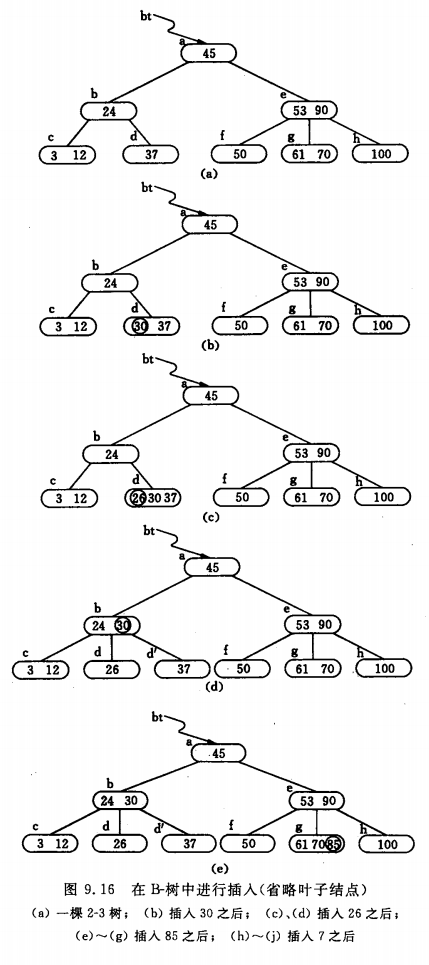 bt
a
45
b
e
24
53 90
c
d
f
g
h
3 12
37
50
61 70
100
(a)
bt
a
45
b
e
24
53 90
c
d
f
g
h
3 12
30 37
50
61 70
100
(b)
bt
a
45
b
e
24
53 90
c
d
f
g
h
3 12
26 30 37
50
61 70
100
(c)
bt
a
45
b
e
24 30
53 90
c
d
d′
f
g
h
3 12
26
37
50
61 70
100
(d)
bt
a
45
b
e
24 30
53 90
c
d
d′
f
g
h
3 12
26
37
50
61 70 85
100
(e)
图 9.16 在 B-树中进行插入(省略叶子结点)
(a) 一棵 2-3 树; (b) 插入 30 之后; (c)、(d) 插入 26 之后;
(e)～(g) 插入 85 之后; (h)～(j) 插入 7 之后